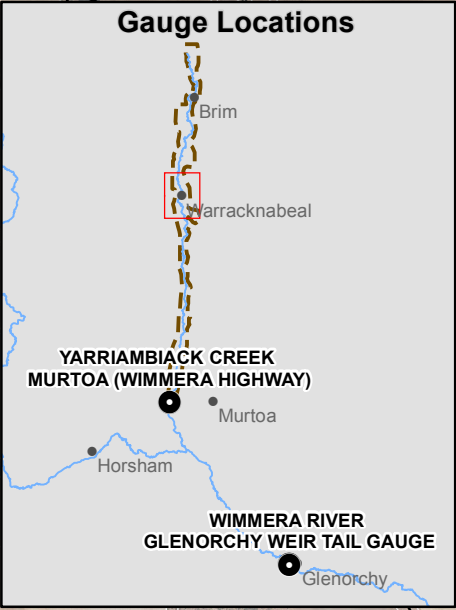 Gauge Locations
Brim
Warracknabeal
YARRIAMBIACK CREEK
MURTOA (WIMMERA HIGHWAY)
Murtoa
Horsham
WIMMERA RIVER
GLENORCHY WEIR TAIL GAUGE
Glenorchy